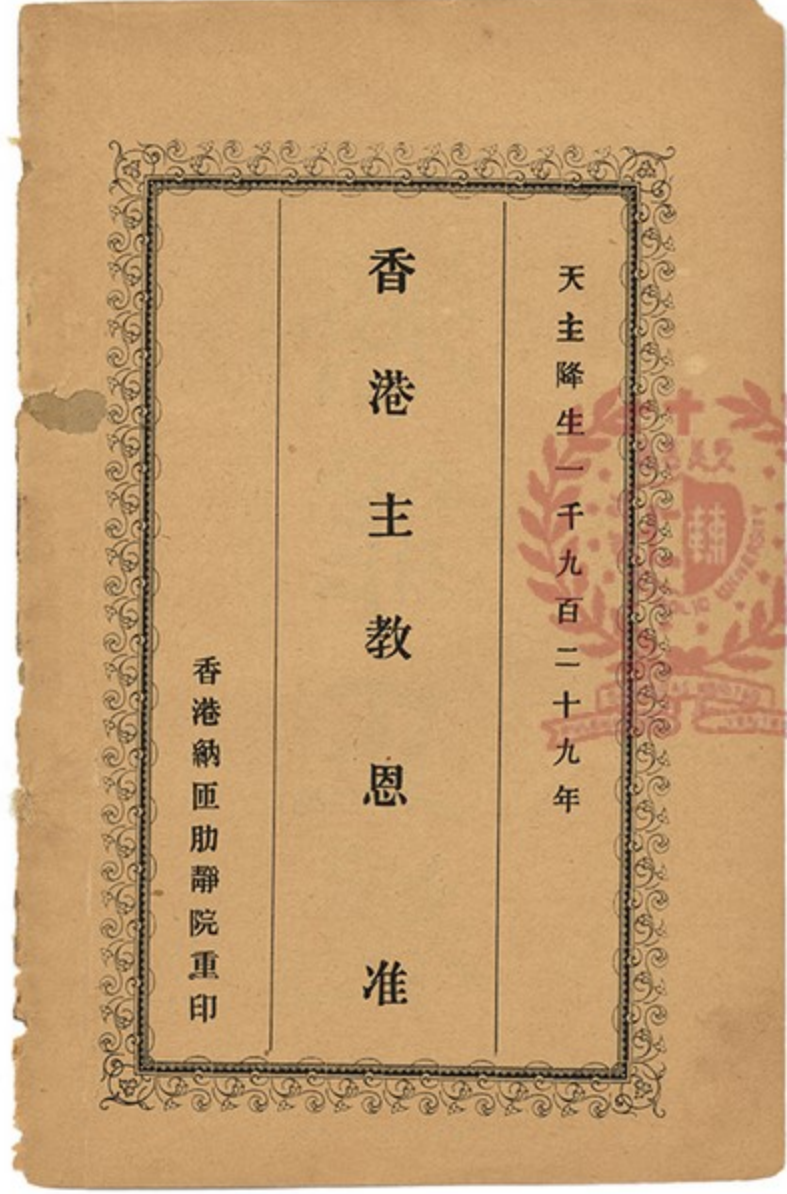 天主降生一千九百二十九年
香港主教恩准
香港納匝肋靜院重印